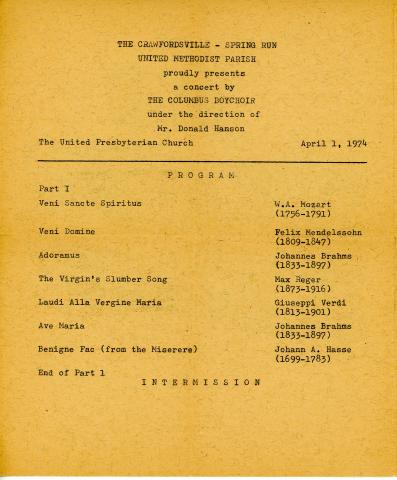 THE CRAWFORDSVILLE - SPRING RUN
UNITED METHODIST PARISH
proudly presents
a concert by
THE COLUMBUS BOYCHOIR
under the direction of
Mr. Donald Hanson
The United Presbyterian Church April 1, 1974
PROGRAM
Part I
Veni Sancte Spiritus W.A. Mozart
(1756-1791)
Veni Domine Felix Mendelssohn
(1809-1847)
Adoramus Johannes Brahms
(1833-1897)
The Virgin's Slumber Song Max Reger
(1873-1916)
Laudi Alla Vergine Maria Giuseppi Verdi
(1813-1901)
Ave Maria Johannes Brahms
(1833-1897)
Benigne Fac (from the Miserere) Johann A. Hasse
(1699-1783)
End of Part 1
INTERMISSION